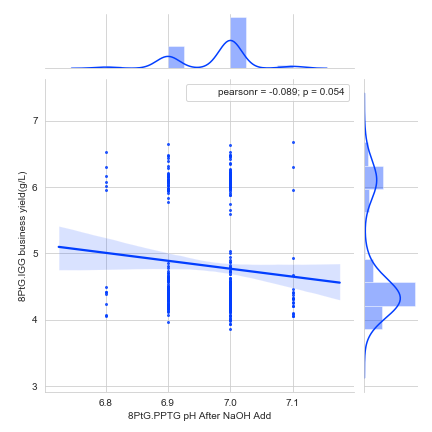 pearsonr = -0.089; p = 0.054
8PtG.IGG business yield(g/L)
7
6
5
4
3
6.8 6.9 7.0 7.1
8PtG.PPTG pH After NaOH Add